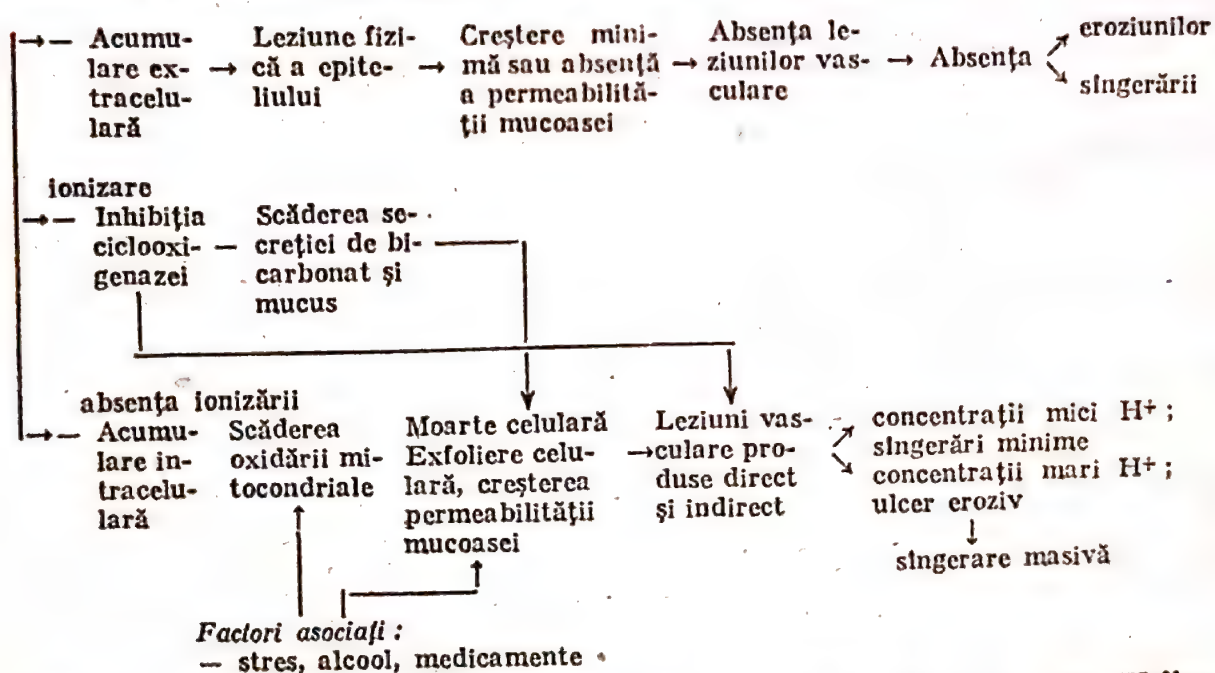 →— Acumu-
lare ex-
tracelu-
lară
→ Leziune fizi-
că a epite-
liului
→ Creștere mini-
mă sau absentă
a permeabilită-
ții mucoasei
→ Absența le-
ziunilor vas-
culare
→ Absența
eroziunilor
sîngerării
ionizare
→— Inhibiția
ciclooxi-
genazei
— Scăderea se-
creției de bi-
carbonat și
mucus
absența ionizării
→— Acumu-
lare in-
tracelu-
lară
Scăderea
oxidării mi-
tocondriale
Moarte celulară
Exfoliere celu-
lară, creșterea
permeabilității
mucoasei
Leziuni vas-
→culare pro-
duse direct
și indirect
concentrații mici H+ ;
sîngerări minime
concentrații mari H+ ;
ulcer eroziv
↓
sîngerare masivă
Factori asociați :
— stres, alcool, medicamente